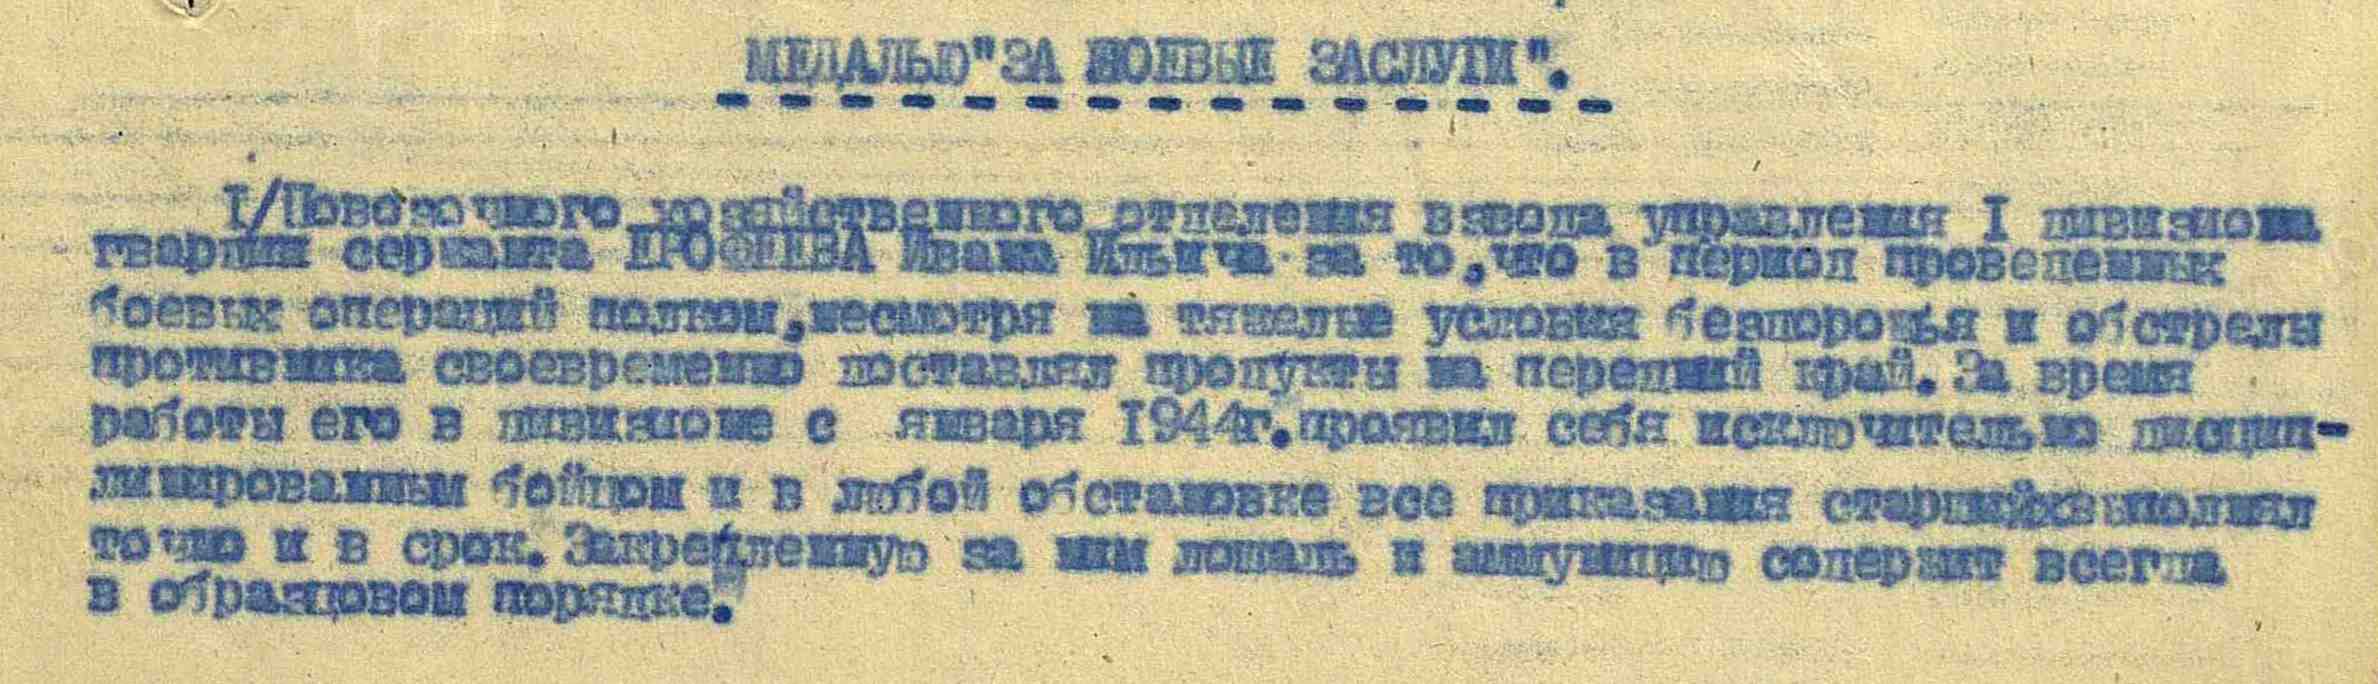 МЕДАЛЬЮ"ЗА БОЕВЫЕ ЗАСЛУГИ".
I/Повозочного хозяйственного отделения взвода управления I дивизиона
гвардии сержанта Ивана Ильича за то,что в период проведенных
боевых операций полком,несмотря на тяжелые условия бездорожья и обстрелы
противника своевременно доставлял продукты на передний край. За время
работы его в дивизионе с января 1944г.проявил себя исключительно дисцип-
линированным бойцом и в любой обстановке все приказания старших выполнял
точно и в срок. Закрепленную за ним лошадь и аммуницию содержит всегда
в образцовом порядке.